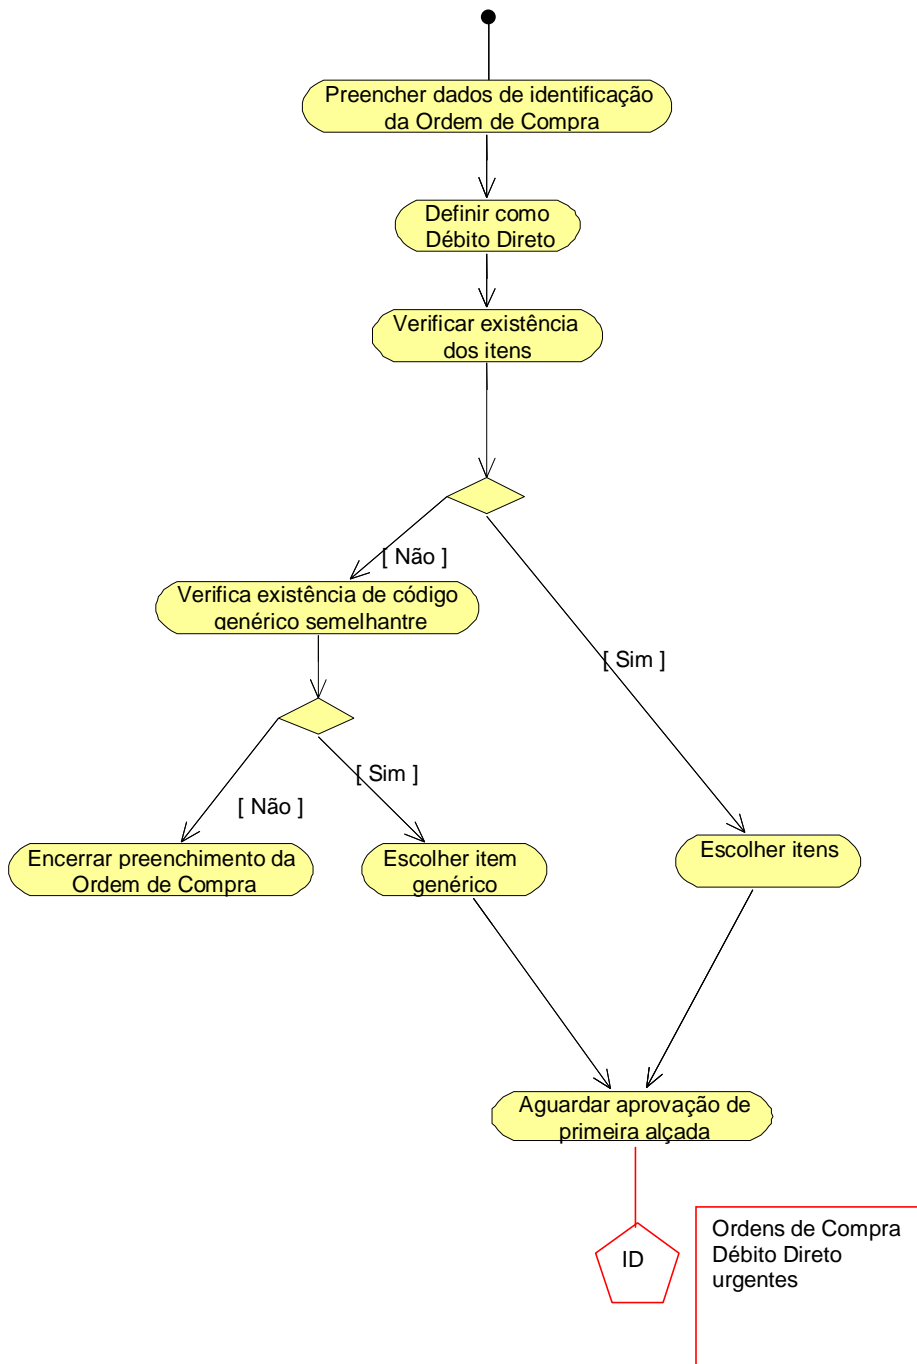 Preencher dados de identificação
da Ordem de Compra
Definir como
Débito Direto
Verificar existência
dos itens
[ Não ]
Verifica existência de código
genérico semelhantre
[ Sim ]
[ Sim ]
[ Não ]
Encerrar preenchimento da
Ordem de Compra
Escolher item
genérico
Escolher itens
Aguardar aprovação de
primeira alçada
ID
Ordens de Compra
Débito Direto
urgentes